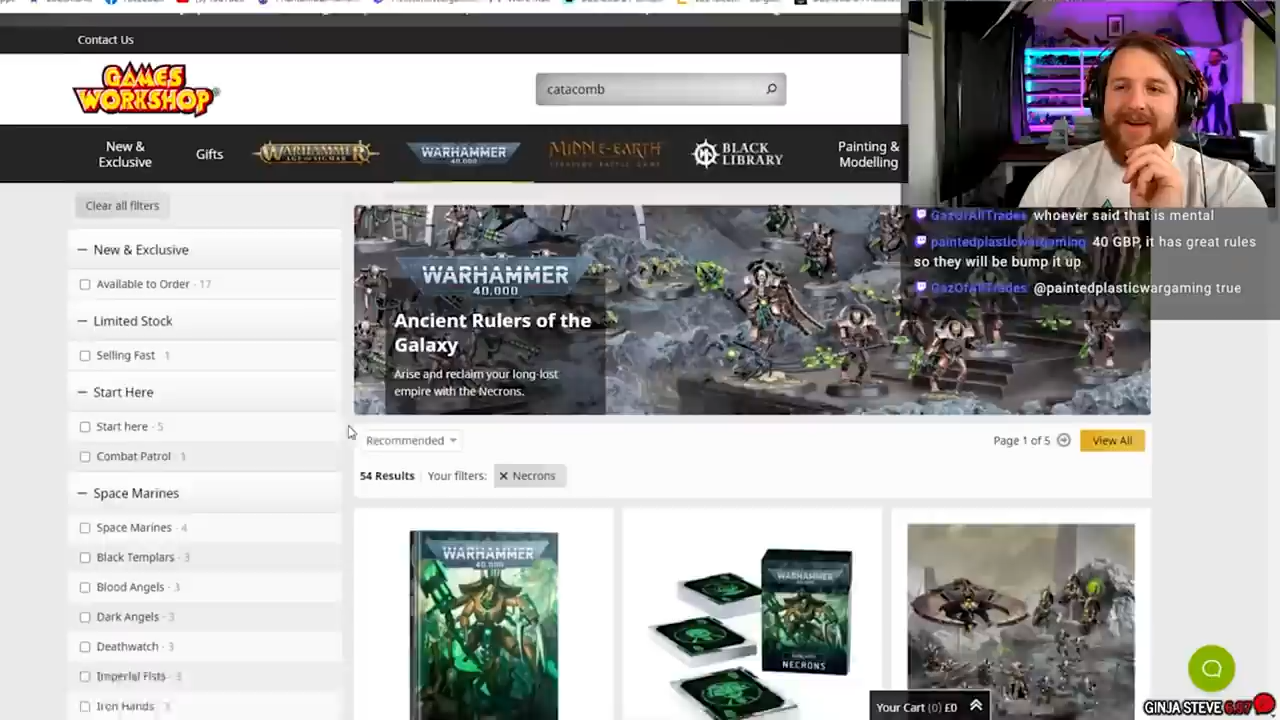 Contact Us
GAMES WORKSHOP
catacomb
New & Exclusive
Gifts
WARHAMMER
AGE OF SIGMAR
WARHAMMER
40,000
MIDDLE-EARTH
STRATEGY BATTLE GAME
BLACK LIBRARY
Painting & Modelling
GazOfAllTrades whoever said that is mental
paintedplasticwargaming 40 GBP, it has great rules
so they will be bump it up
GazOfAllTrades @paintedplasticwargaming true
Clear all filters
New & Exclusive
Available to Order · 17
Limited Stock
Selling Fast 1
Start Here
Start here · 5
Combat Patrol · 1
Space Marines
Space Marines · 4
Black Templars · 3
Blood Angels · 3
Dark Angels · 3
Deathwatch · 3
Imperial Fists · 3
Iron Hands · 3
WARHAMMER
40,000
Ancient Rulers of the
Galaxy
Arise and reclaim your long-lost
empire with the Necrons.
Recommended
Page 1 of 5
View All
54 Results
Your filters:
Necrons
WARHAMMER
40,000
WARHAMMER
40,000
NECRONS
Your Cart (0) £0
GINJA STEVE